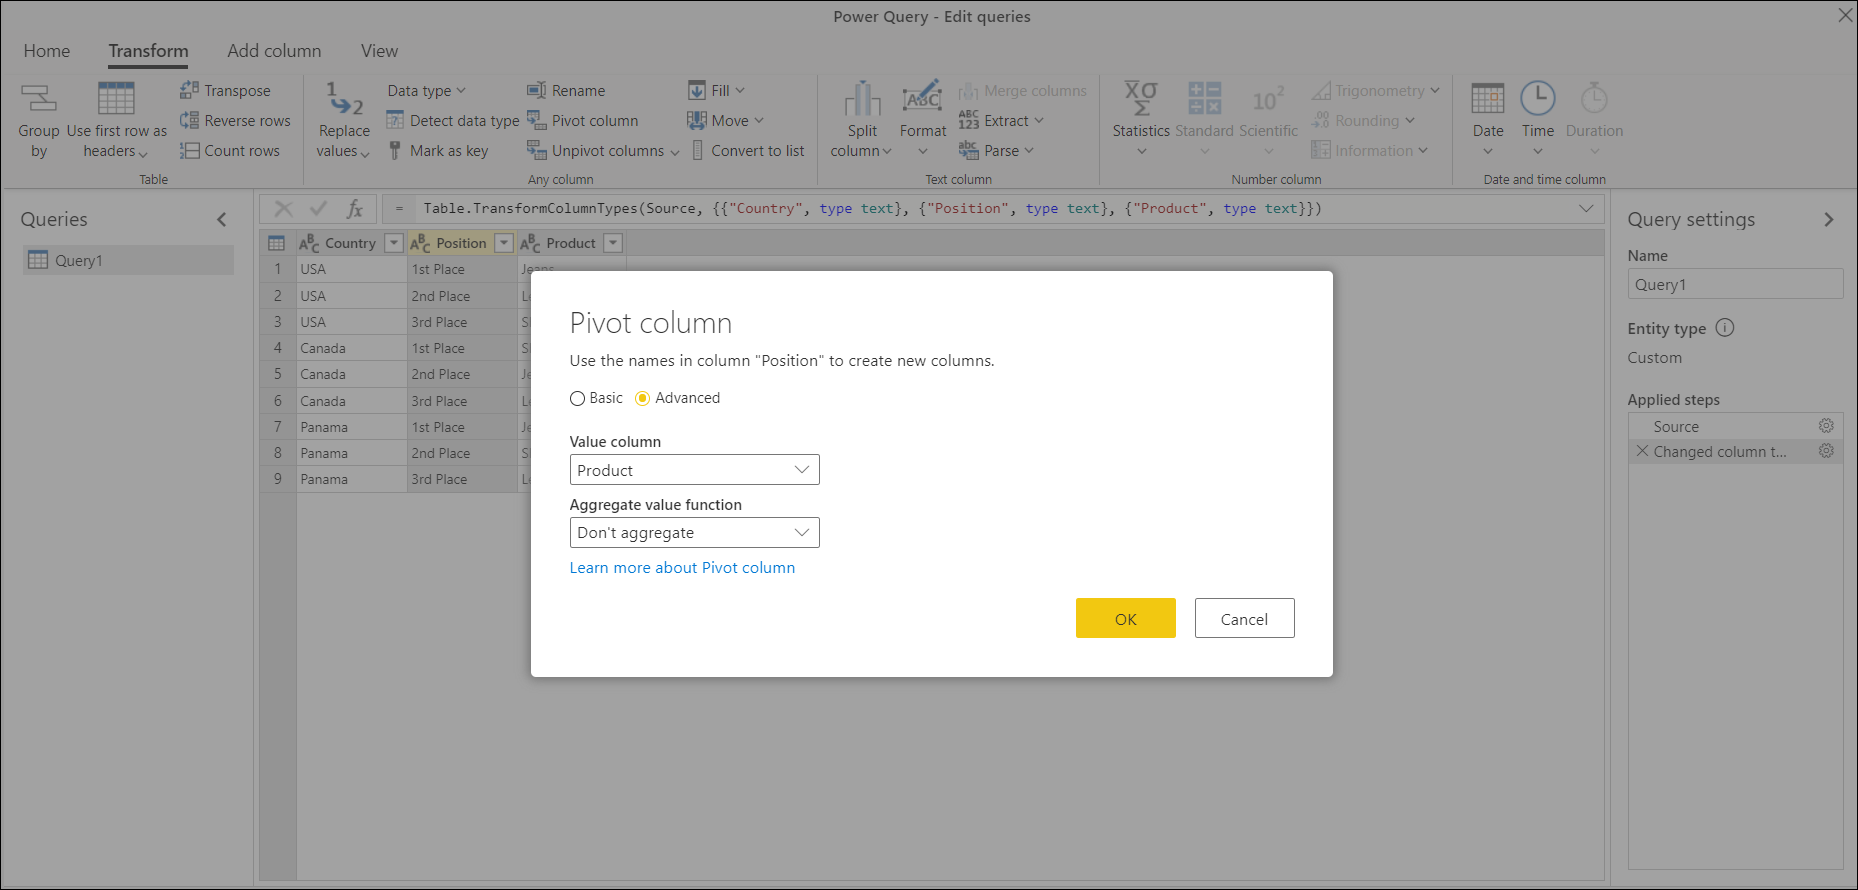 Power Query - Edit queries
Home Transform Add column View
Group by
Use first row as headers
Transpose
Reverse rows
Count rows
Table
Replace values
Data type
Detect data type
Mark as key
Rename
Pivot column
Unpivot columns
Fill
Move
Convert to list
Any column
Split column
Format
Merge columns
Extract
Parse
Text column
Statistics
Standard
Scientific
Trigonometry
Rounding
Information
Number column
Date
Time
Duration
Date and time column
Queries
Query1
= Table.TransformColumnTypes(Source, {{"Country", type text}, {"Position", type text}, {"Product", type text}})
Country Position Product
1 USA 1st Place Jeans
2 USA 2nd Place
3 USA 3rd Place
4 Canada 1st Place
5 Canada 2nd Place
6 Canada 3rd Place
7 Panama 1st Place
8 Panama 2nd Place
9 Panama 3rd Place
Pivot column
Use the names in column "Position" to create new columns.
Basic Advanced
Value column
Product
Aggregate value function
Don't aggregate
Learn more about Pivot column
OK Cancel
Query settings
Name
Query1
Entity type
Custom
Applied steps
Source
Changed column t...